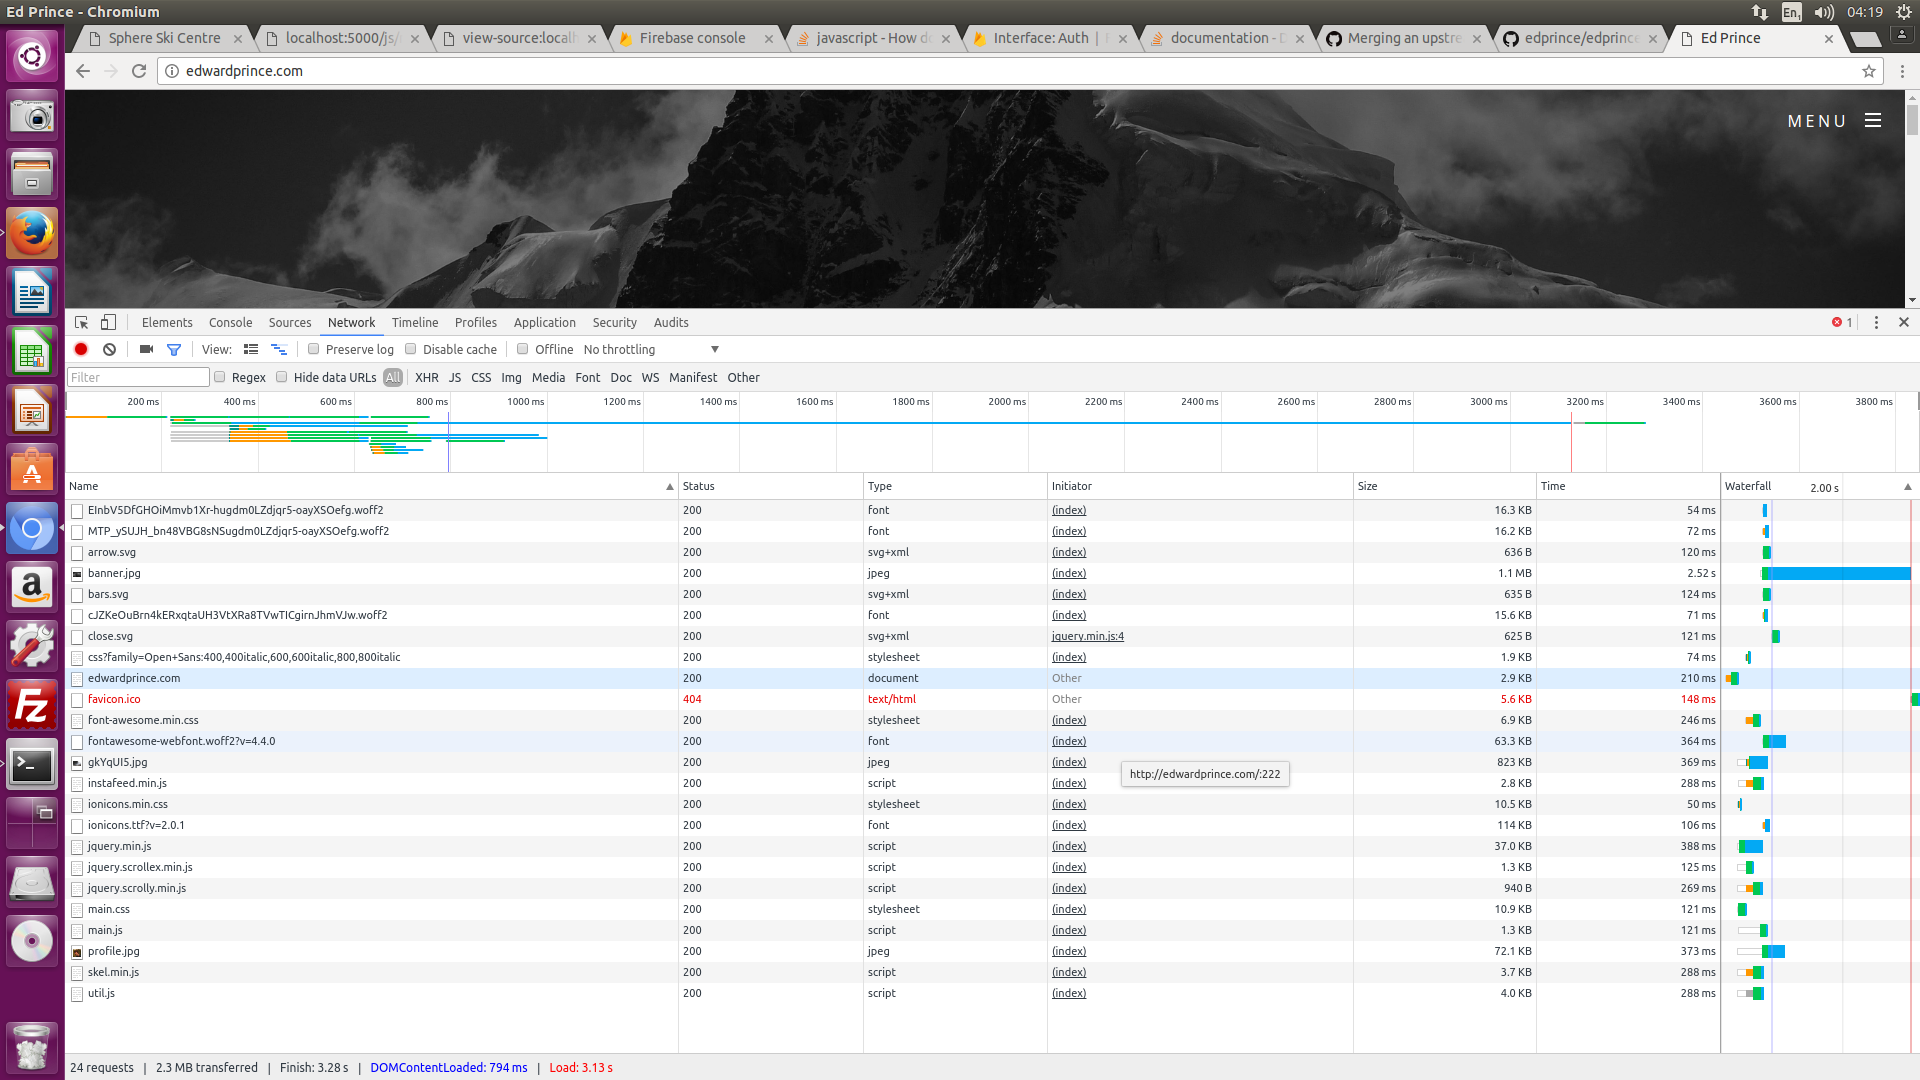 Ed Prince - Chromium
En1
04:19
Sphere Ski Centre
localhost:5000/js/
view-source:localh
Firebase console
javascript - How do
Interface: Auth | F
documentation - D
Merging an upstre
edprince/edprince
Ed Prince
edwardprince.com
MENU
Elements Console Sources Network Timeline Profiles Application Security Audits 1
View: Preserve log Disable cache Offline No throttling
Filter Regex Hide data URLs All XHR JS CSS Img Media Font Doc WS Manifest Other
200 ms 400 ms 600 ms 800 ms 1000 ms 1200 ms 1400 ms 1600 ms 1800 ms 2000 ms 2200 ms 2400 ms 2600 ms 2800 ms 3000 ms 3200 ms 3400 ms 3600 ms 3800 ms
Name Status Type Initiator Size Time Waterfall 2.00 s
EInbV5DfGHOiMmvb1Xr-hugdm0LZdjqr5-oayXSOefg.woff2 200 font (index) 16.3 KB 54 ms
MTP_ySUJH_bn48VBG8sNSugdm0LZdjqr5-oayXSOefg.woff2 200 font (index) 16.2 KB 72 ms
arrow.svg 200 svg+xml (index) 636 B 120 ms
banner.jpg 200 jpeg (index) 1.1 MB 2.52 s
bars.svg 200 svg+xml (index) 635 B 124 ms
cJZKeOuBrn4kERxqtaUH3VtXRa8TVwTICgirnJhmVJw.woff2 200 font (index) 15.6 KB 71 ms
close.svg 200 svg+xml jquery.min.js:4 625 B 121 ms
css?family=Open+Sans:400,400italic,600,600italic,800,800italic 200 stylesheet (index) 1.9 KB 74 ms
edwardprince.com 200 document Other 2.9 KB 210 ms
favicon.ico 404 text/html Other 5.6 KB 148 ms
font-awesome.min.css 200 stylesheet (index) 6.9 KB 246 ms
fontawesome-webfont.woff2?v=4.4.0 200 font (index) 63.3 KB 364 ms
gkYqUI5.jpg 200 jpeg (index) 823 KB 369 ms
http://edwardprince.com/:222
instafeed.min.js 200 script (index) 2.8 KB 288 ms
ionicons.min.css 200 stylesheet (index) 10.5 KB 50 ms
ionicons.ttf?v=2.0.1 200 font (index) 114 KB 106 ms
jquery.min.js 200 script (index) 37.0 KB 388 ms
jquery.scrollex.min.js 200 script (index) 1.3 KB 125 ms
jquery.scrolly.min.js 200 script (index) 940 B 269 ms
main.css 200 stylesheet (index) 10.9 KB 121 ms
main.js 200 script (index) 1.3 KB 121 ms
profile.jpg 200 jpeg (index) 72.1 KB 373 ms
skel.min.js 200 script (index) 3.7 KB 288 ms
util.js 200 script (index) 4.0 KB 288 ms
24 requests | 2.3 MB transferred | Finish: 3.28 s | DOMContentLoaded: 794 ms | Load: 3.13 s